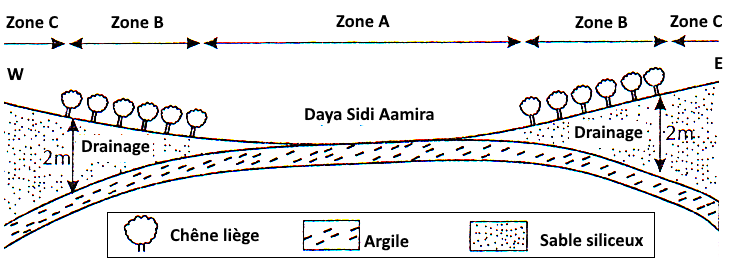 Zone C Zone B Zone A Zone B Zone C
W E
Daya Sidi Aamira
Drainage Drainage
2m 2m
Chêne liège Argile Sable siliceux